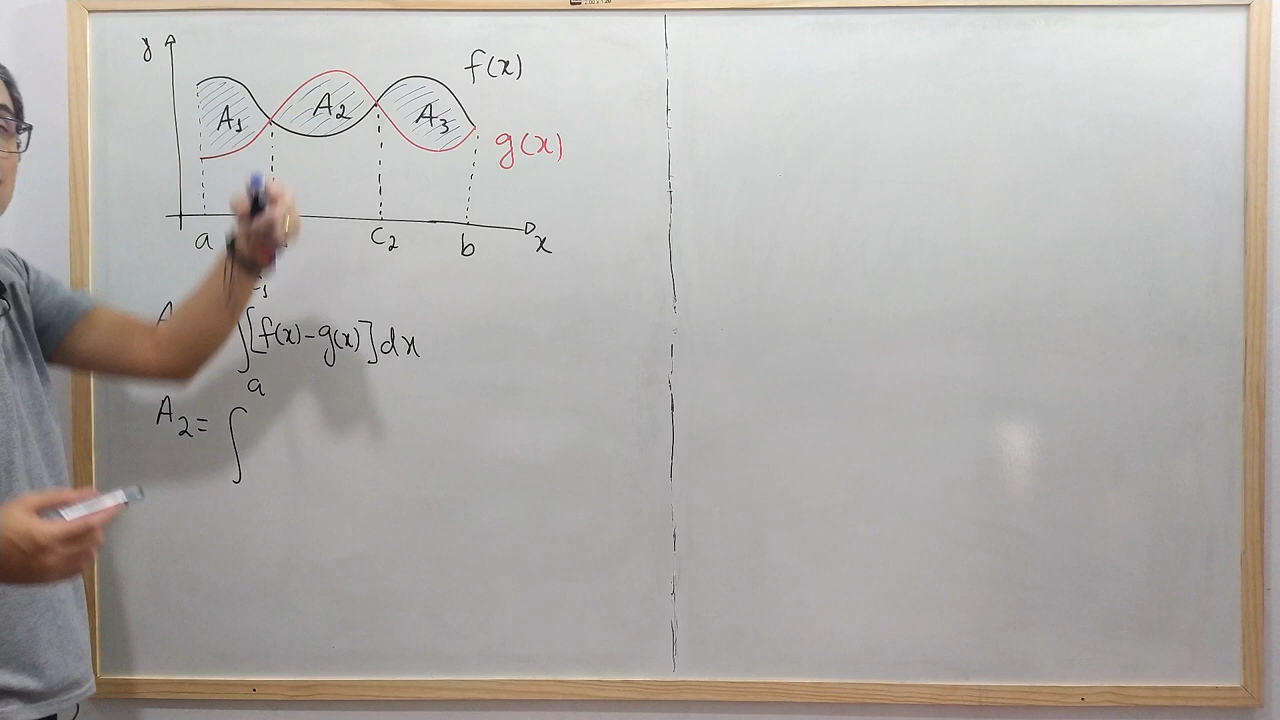 y
f(x)
A₁ A₂ A₃
g(x)
a c₂ b x
A
∫ₐ [f(x)-g(x)]dx
A₂= ∫